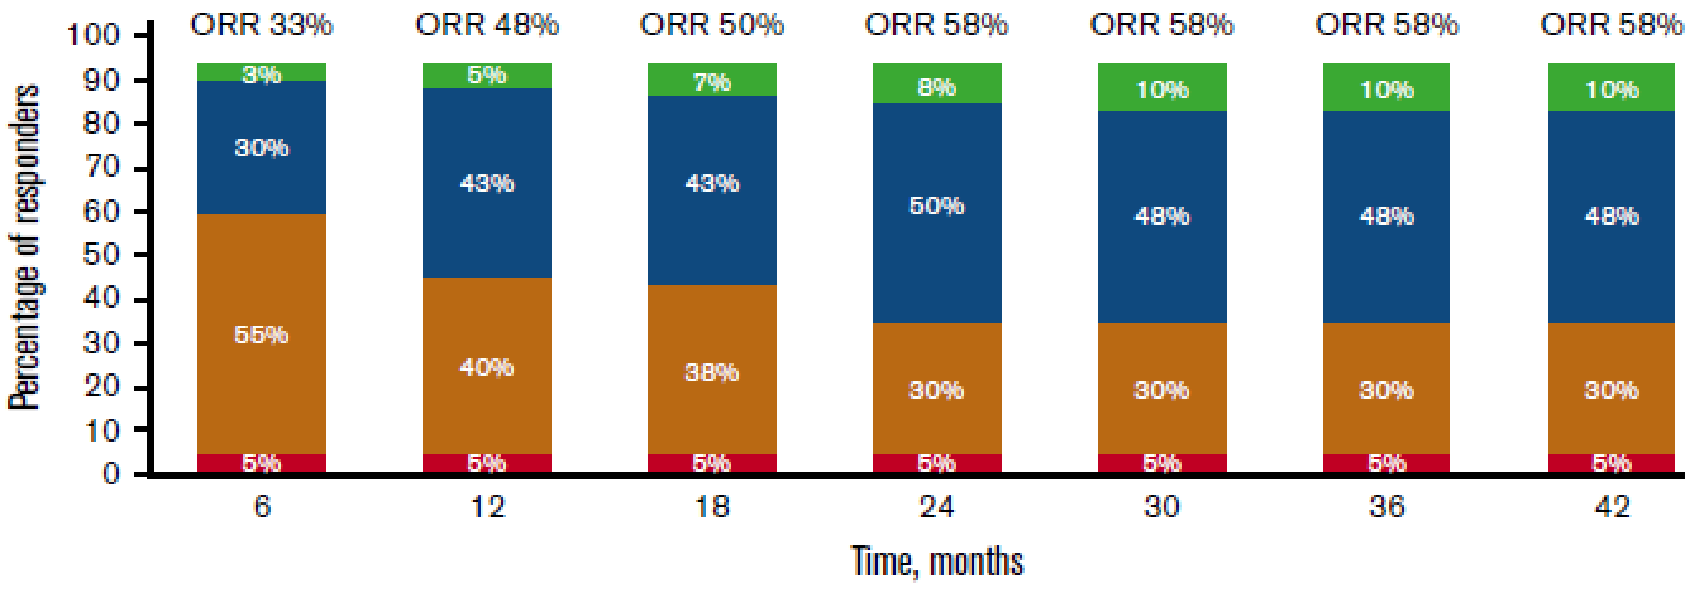 ORR 33% ORR 48% ORR 50% ORR 58% ORR 58% ORR 58% ORR 58%
100
90
80
70
60
50
40
30
20
10
0
Percentage of responders
3% 5% 7% 8% 10% 10% 10%
30% 43% 43% 50% 48% 48% 48%
55% 40% 38% 30% 30% 30% 30%
5% 5% 5% 5% 5% 5% 5%
6 12 18 24 30 36 42
Time, months